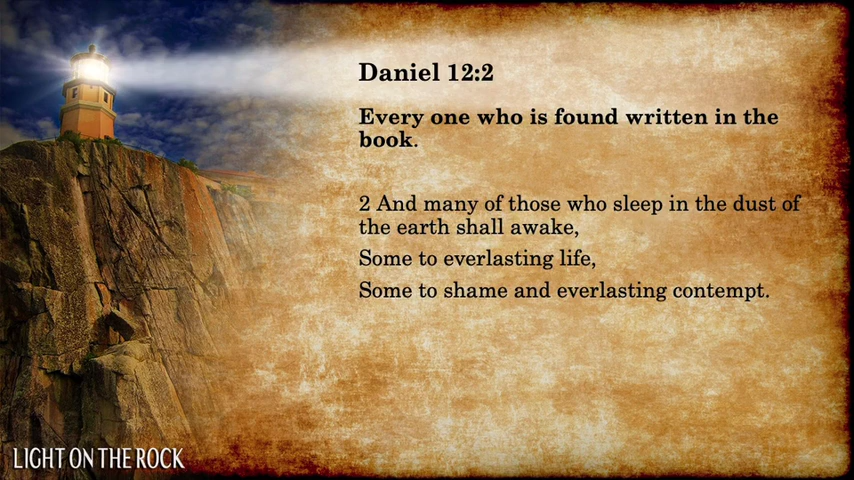 Daniel 12:2
Every one who is found written in the
book.
2 And many of those who sleep in the dust of
the earth shall awake,
Some to everlasting life,
Some to shame and everlasting contempt.
LIGHT ON THE ROCK